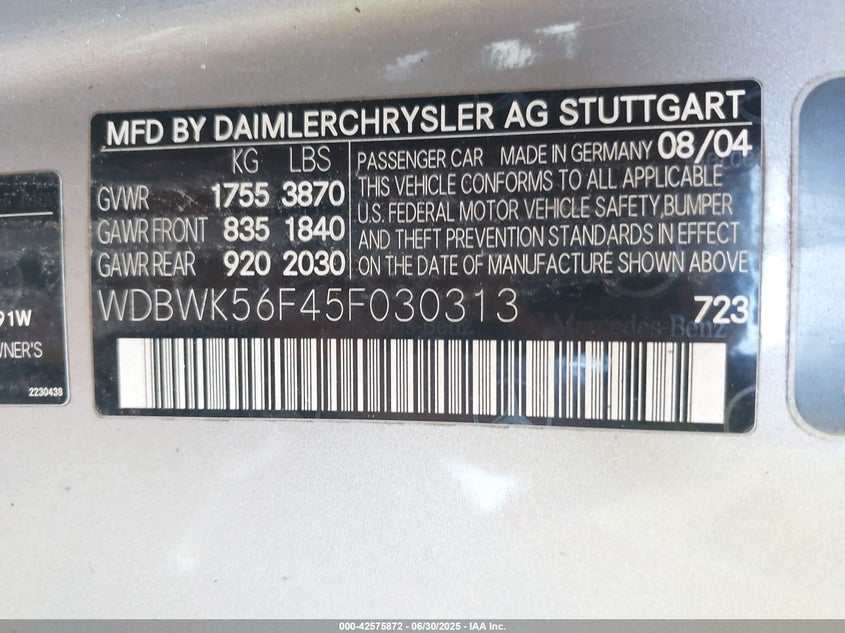 MFD BY DAIMLERCHRYSLER AG STUTTGART
KG LBS
GVWR 1755 3870
GAWR FRONT 835 1840
GAWR REAR 920 2030
PASSENGER CAR MADE IN GERMANY 08/04
THIS VEHICLE CONFORMS TO ALL APPLICABLE
U.S. FEDERAL MOTOR VEHICLE SAFETY,BUMPER
AND THEFT PREVENTION STANDARDS IN EFFECT
ON THE DATE OF MANUFACTURE SHOWN ABOVE
WDBWK56F45F030313 723
Mercedes-Benz
91W
WNER'S
2230438
000-42575872 - 06/30/2025 - IAA Inc.